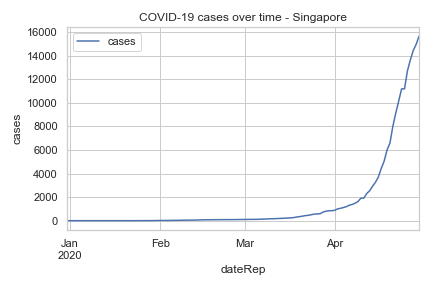 COVID-19 cases over time - Singapore
cases
16000
14000
12000
10000
8000
6000
4000
2000
0
cases
Jan
2020
Feb
Mar
Apr
dateRep